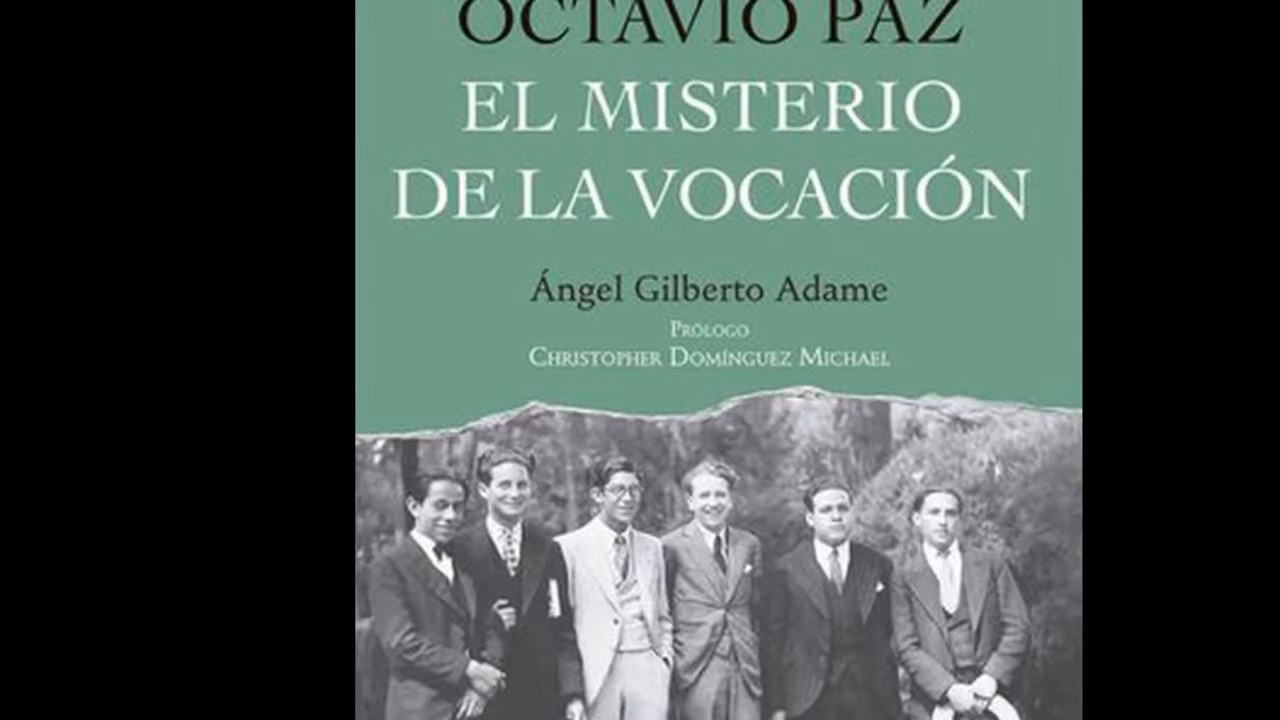 OCTAVIO PAZ
EL MISTERIO
DE LA VOCACIÓN
Ángel Gilberto Adame
PRÓLOGO
CHRISTOPHER DOMÍNGUEZ MICHAEL